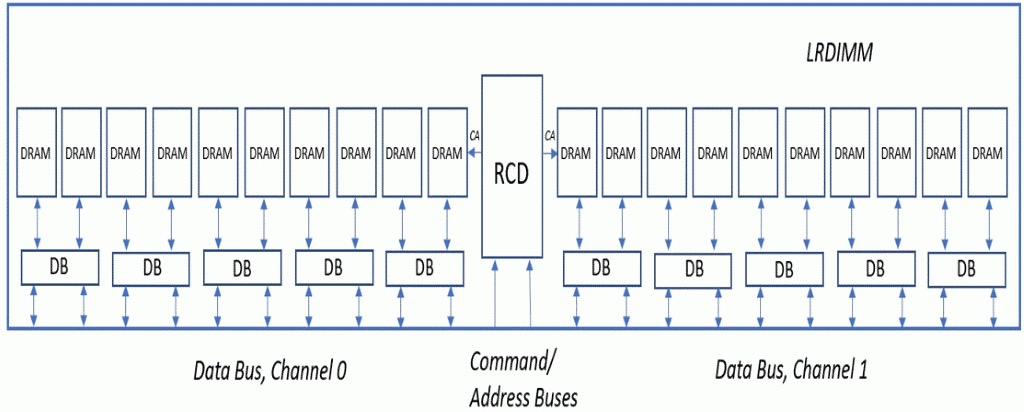 LRDIMM
DRAM DRAM DRAM DRAM DRAM DRAM DRAM DRAM DRAM DRAM CA RCD CA DRAM DRAM DRAM DRAM DRAM DRAM DRAM DRAM DRAM DRAM
DB DB DB DB DB DB DB DB DB DB
Data Bus, Channel 0
Command/
Address Buses
Data Bus, Channel 1